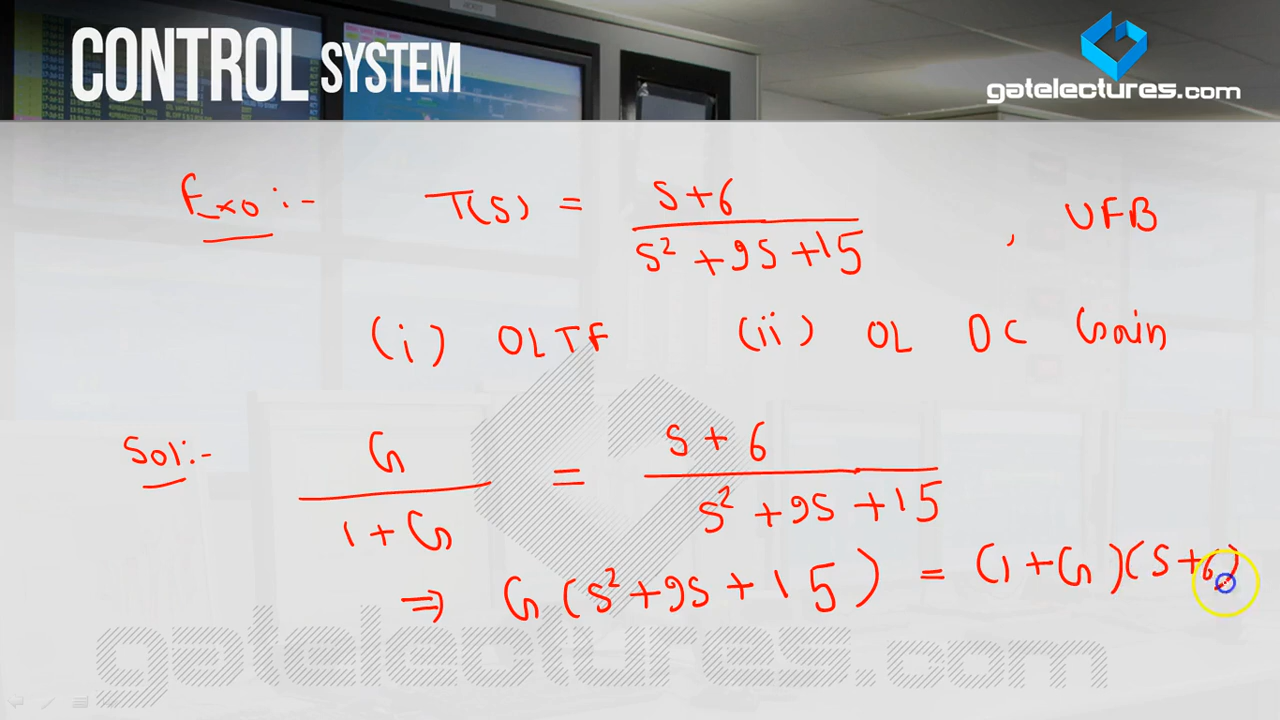 CONTROL SYSTEM
gatelectures.com
Exo:- T(s) = s+6 / s²+9s+15 , UFB
(i) OLTF (ii) OL DC Gain
Sol:- G / 1+G = s+6 / s²+9s+15
⇒ G(s²+9s+15) = (1+G)(s+6)
gatelectures.com